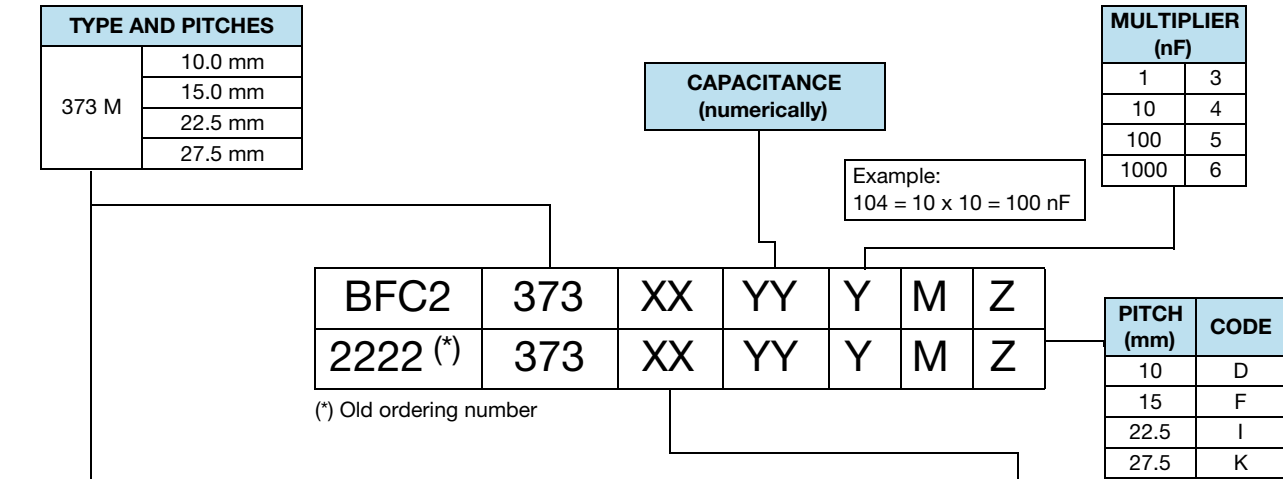 TYPE AND PITCHES
373 M
10.0 mm
15.0 mm
22.5 mm
27.5 mm
CAPACITANCE
(numerically)
MULTIPLIER
(nF)
1 3
10 4
100 5
1000 6
Example:
104 = 10 x 10 = 100 nF
BFC2 373 XX YY Y M Z
2222 (*) 373 XX YY Y M Z
(*) Old ordering number
PITCH
(mm)
CODE
10 D
15 F
22.5 I
27.5 K